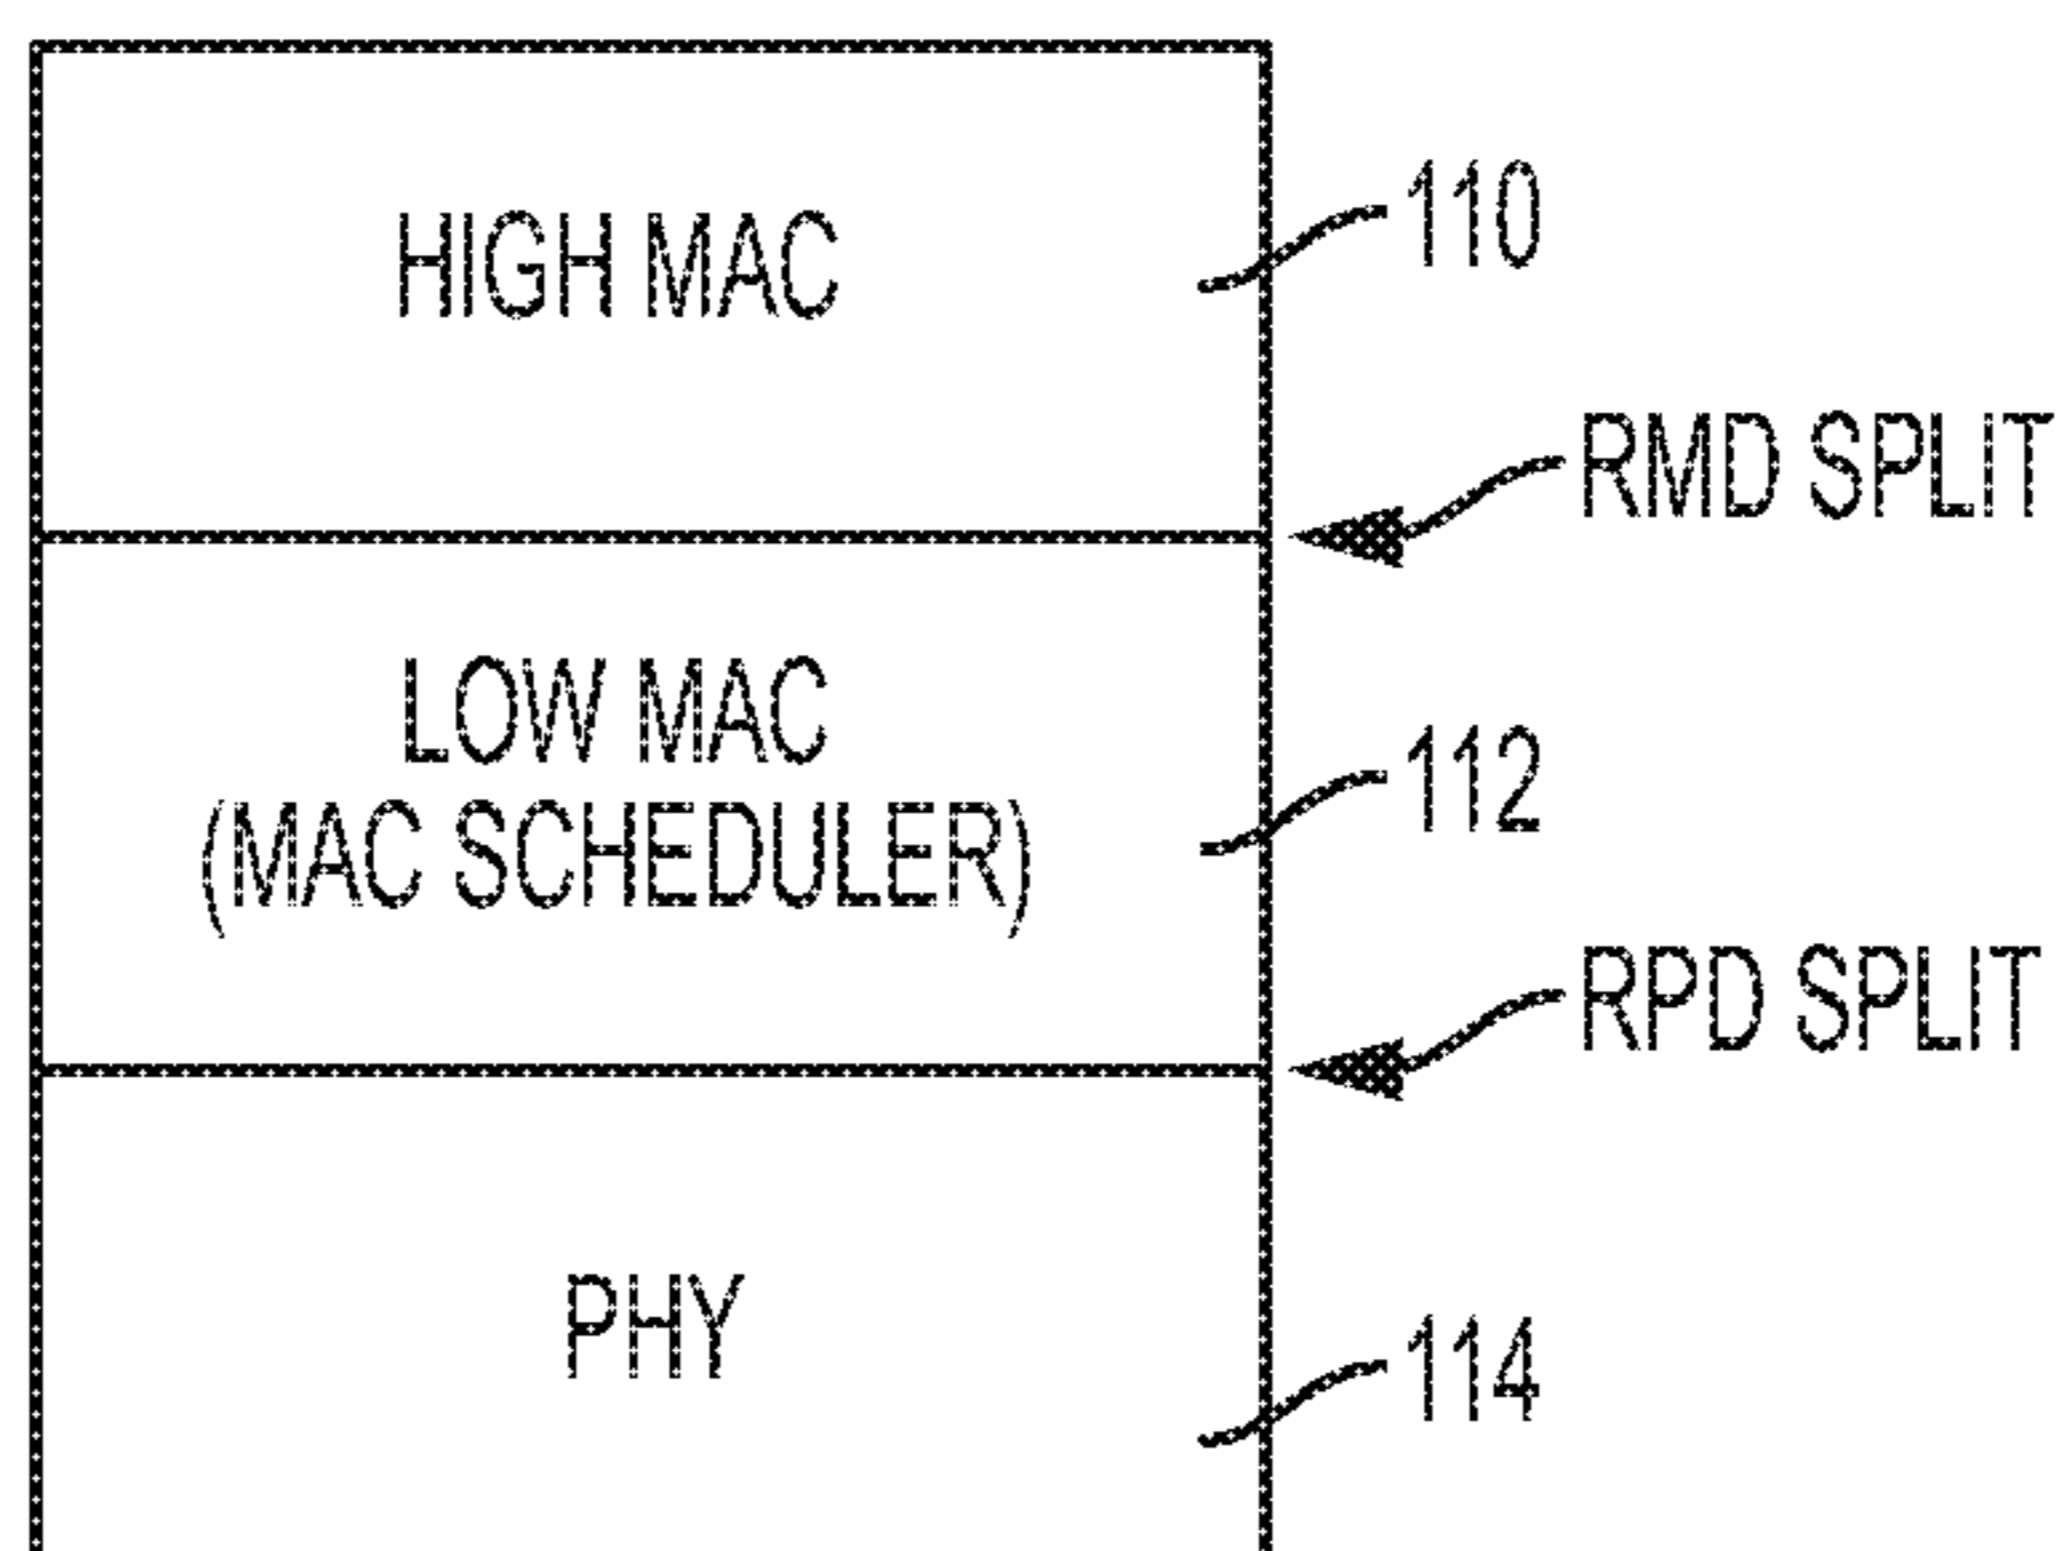 HIGH MAC
110
RMD SPLIT
LOW MAC
(MAC SCHEDULER)
112
RPD SPLIT
PHY
114